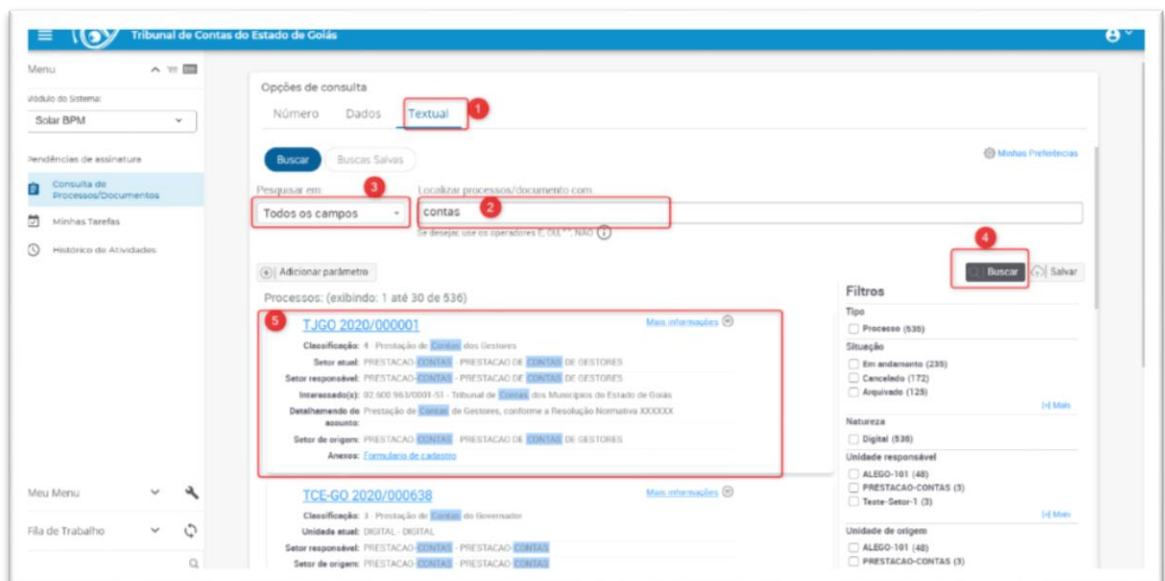 Tribunal de Contas do Estado de Goiás
Menu
Módulo do Sistema:
Solar BPM
Pendências de assinatura
Consulta de
Processos/Documentos
Minhas Tarefas
Histórico de Atividades
Meu Menu
Fila de Trabalho
Opções de consulta
Número Dados Textual 1
Buscar Buscas Salvas
Minhas Preferências
Pesquisar em: 3 Localizar processos/documento com:
Todos os campos contas 2
Se desejar, use os operadores E, OU, " ", NÃO
4
Adicionar parâmetro
Buscar Salvar
Processos: (exibindo: 1 até 30 de 536)
5
TJGO 2020/000001 Mais informações
Classificação: 4 - Prestação de Contas dos Gestores
Setor atual: PRESTACAO-CONTAS - PRESTACAO DE CONTAS DE GESTORES
Setor responsável: PRESTACAO-CONTAS - PRESTACAO DE CONTAS DE GESTORES
Interessado(s): 02.600.963/0001-51 - Tribunal de Contas dos Municípios do Estado de Goiás
Detalhamento do assunto: Prestação de Contas de Gestores, conforme a Resolução Normativa XXXXXX
Setor de origem: PRESTACAO-CONTAS - PRESTACAO DE CONTAS DE GESTORES
Anexos: Formulario de cadastro
TCE-GO 2020/000638 Mais informações
Classificação: 3 - Prestação de Contas do Governador
Unidade atual: DIGITAL - DIGITAL
Setor responsável: PRESTACAO-CONTAS - PRESTACAO-CONTAS
Setor de origem: PRESTACAO-CONTAS - PRESTACAO-CONTAS
Filtros
Tipo
Processo (536)
Situação
Em andamento (235)
Cancelado (172)
Arquivado (125)
[+] Mais
Natureza
Digital (536)
Unidade responsável
ALEGO-101 (48)
PRESTACAO-CONTAS (3)
Teste-Setor-1 (3)
[+] Mais
Unidade de origem
ALEGO-101 (48)
PRESTACAO-CONTAS (3)